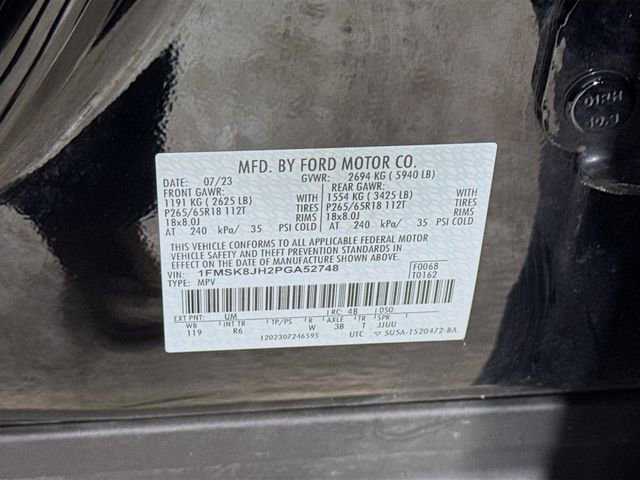 MFD. BY FORD MOTOR CO.
DATE: 07/23 GVWR: 2694 KG ( 5940 LB)
FRONT GAWR: REAR GAWR:
1191 KG ( 2625 LB) WITH 1554 KG ( 3425 LB) WITH
P265/65R18 112T TIRES P265/65R18 112T TIRES
18x8.0J RIMS 18x8.0J RIMS
AT 240 kPa/ 35 PSI COLD AT 240 kPa/ 35 PSI COLD
THIS VEHICLE CONFORMS TO ALL APPLICABLE FEDERAL MOTOR
VEHICLE SAFETY AND THEFT PREVENTION STANDARDS IN EFFECT
ON THE DATE OF MANUFACTURE SHOWN ABOVE.
VIN: 1FMSK8JH2PGA52748 F0068
TYPE: MPV T0162
EXT PNT: UM RC: 48 DSO:
WB INT TR TP/PS R AXLE TR SPR
119 R6 W 3B T JJUU
1202307246595 UTC SU5A-1520472-BA